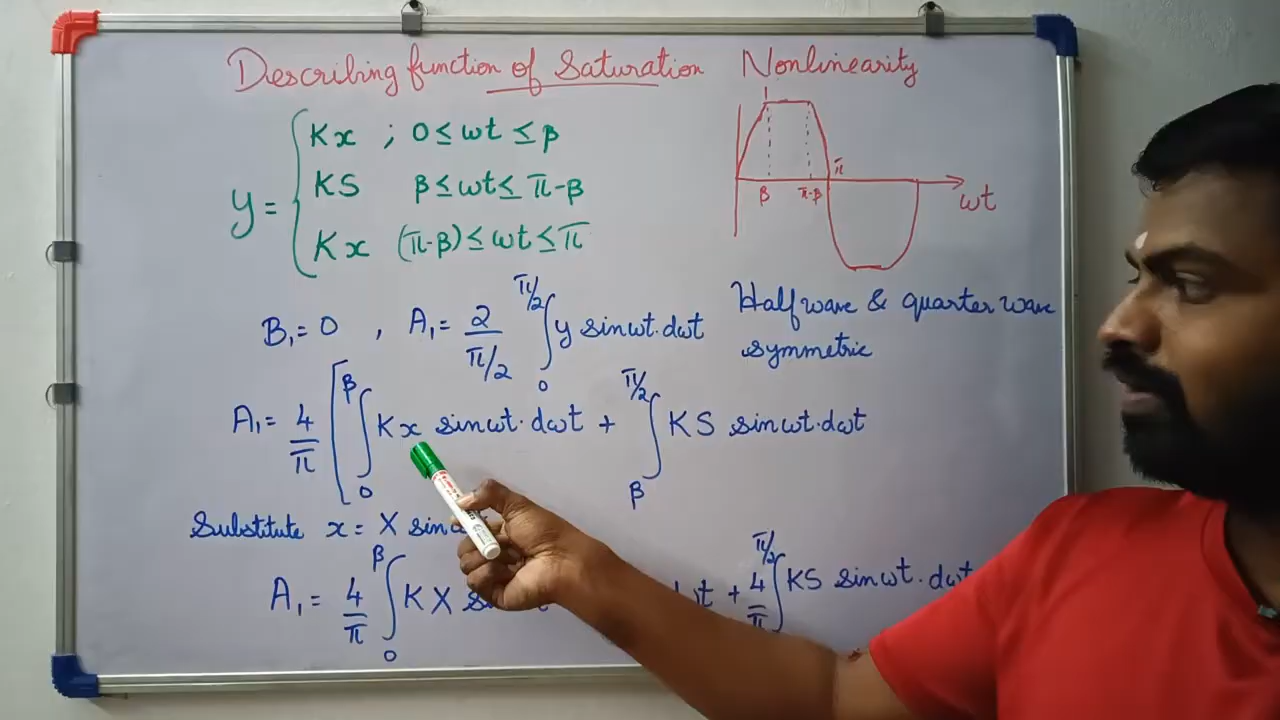 Describing function of Saturation Nonlinearity
y = { Kx ; 0 ≤ ωt ≤ β
KS β ≤ ωt ≤ π-β
Kx (π-β) ≤ ωt ≤ π
β π-β π ωt
B₁ = 0 , A₁ = 2/π/2 ∫₀^π/2 y sinωt·dωt
Halfwave & quarter wave
symmetric
A₁ = 4/π [ ∫₀^β Kx sinωt·dωt + ∫β^π/2 KS sinωt·dωt
Substitute x = X
A₁ = 4/π ∫₀^β K X + 4/π ∫^π/2 KS sinωt·dωt